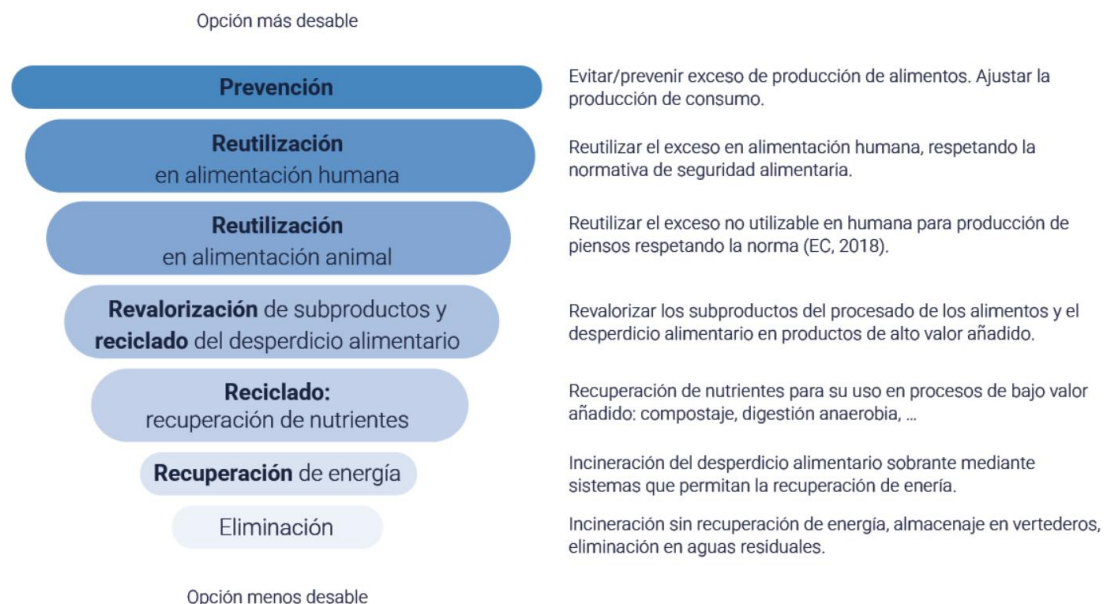 Opción más desable
Prevención
Evitar/prevenir exceso de producción de alimentos. Ajustar la
producción de consumo.
Reutilización
en alimentación humana
Reutilizar el exceso en alimentación humana, respetando la
normativa de seguridad alimentaria.
Reutilización
en alimentación animal
Reutilizar el exceso no utilizable en humana para producción de
piensos respetando la norma (EC, 2018).
Revalorización de subproductos y
reciclado del desperdicio alimentario
Revalorizar los subproductos del procesado de los alimentos y el
desperdicio alimentario en productos de alto valor añadido.
Reciclado:
recuperación de nutrientes
Recuperación de nutrientes para su uso en procesos de bajo valor
añadido: compostaje, digestión anaerobia, ...
Recuperación de energía
Incineración del desperdicio alimentario sobrante mediante
sistemas que permitan la recuperación de enería.
Eliminación
Incineración sin recuperación de energía, almacenaje en vertederos,
eliminación en aguas residuales.
Opción menos desable